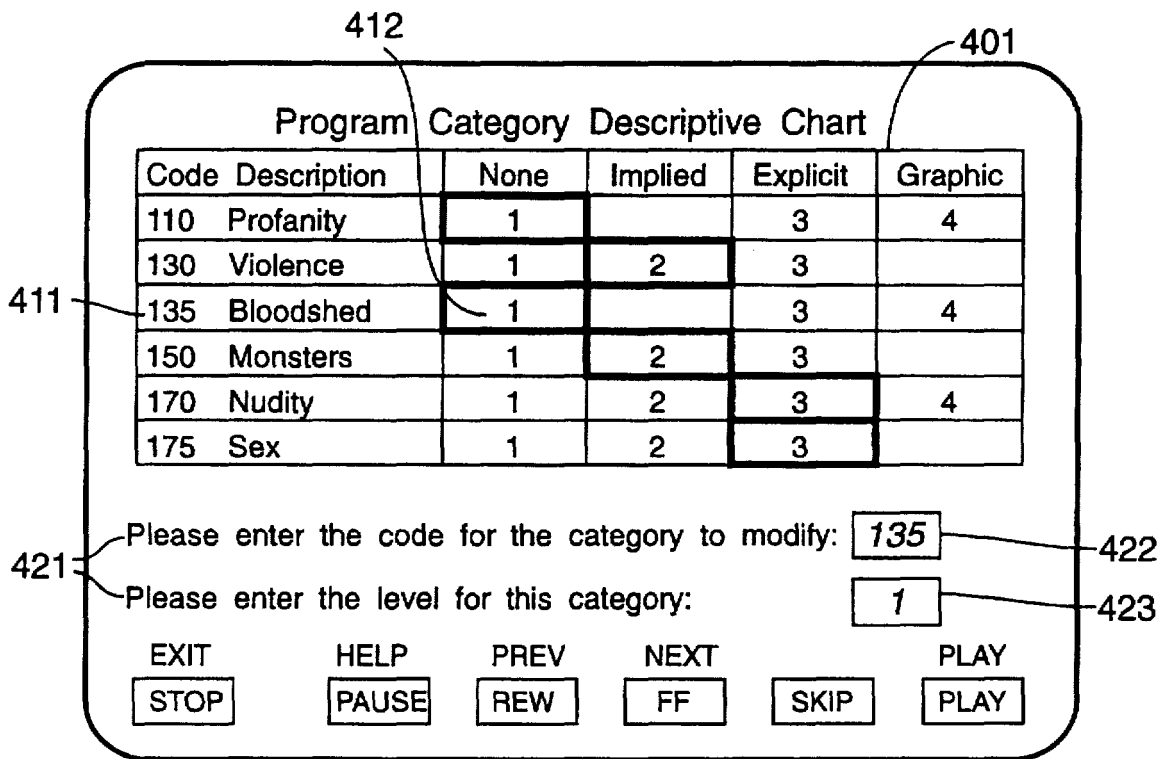 412
401
Program Category Descriptive Chart
Code Description None Implied Explicit Graphic
110 Profanity 1 3 4
130 Violence 1 2 3
411 135 Bloodshed 1 3 4
150 Monsters 1 2 3
170 Nudity 1 2 3 4
175 Sex 1 2 3
Please enter the code for the category to modify: 135 422
421
Please enter the level for this category: 1 423
EXIT HELP PREV NEXT PLAY
STOP PAUSE REW FF SKIP PLAY